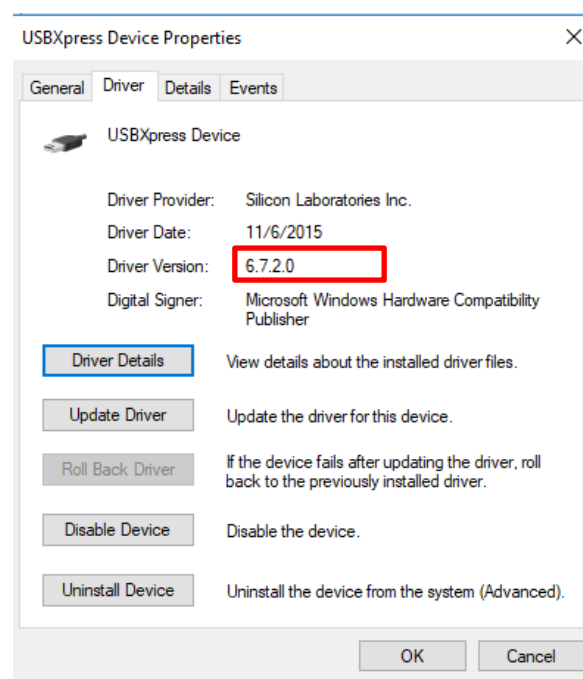 USBXpress Device Properties
General Driver Details Events
USBXpress Device
Driver Provider: Silicon Laboratories Inc.
Driver Date: 11/6/2015
Driver Version: 6.7.2.0
Digital Signer: Microsoft Windows Hardware Compatibility
Publisher
Driver Details View details about the installed driver files.
Update Driver Update the driver for this device.
Roll Back Driver If the device fails after updating the driver, roll
back to the previously installed driver.
Disable Device Disable the device.
Uninstall Device Uninstall the device from the system (Advanced).
OK Cancel